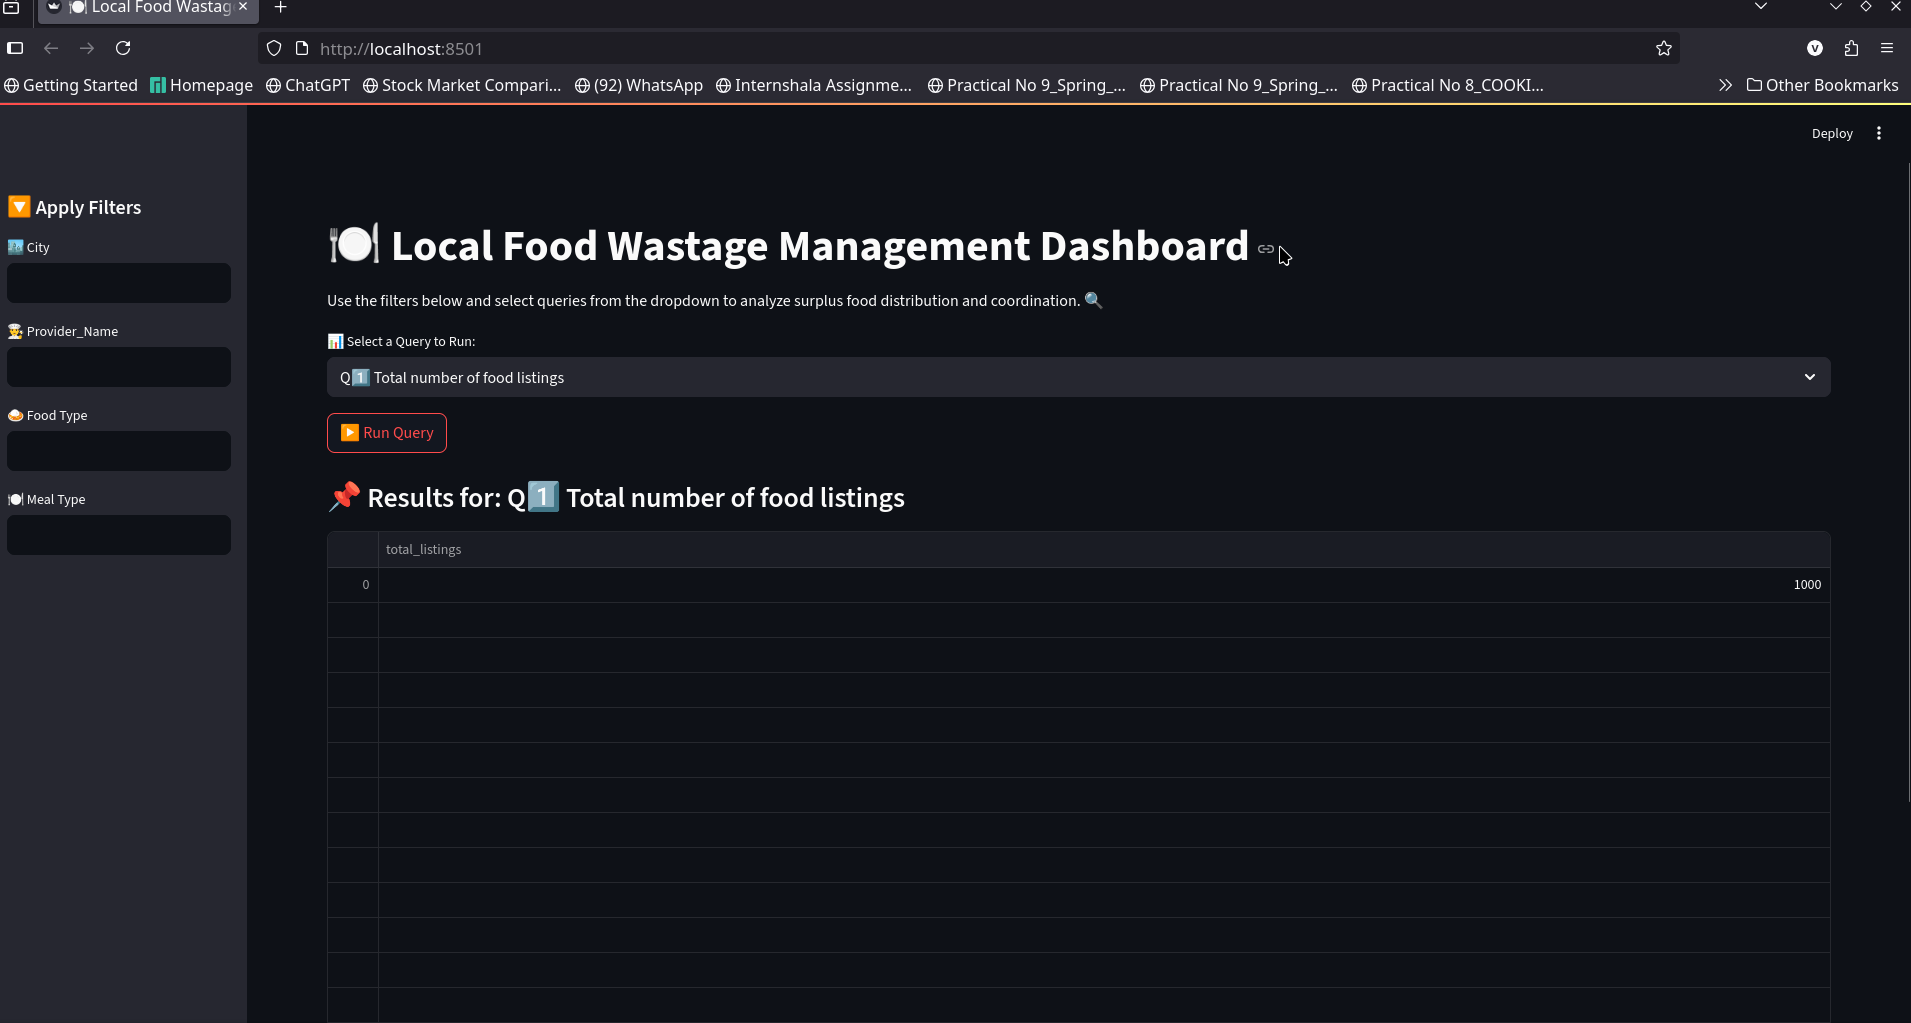 Local Food Wastag
http://localhost:8501
V
Getting Started
Homepage
ChatGPT
Stock Market Compari...
(92) WhatsApp
Internshala Assignme...
Practical No 9_Spring_...
Practical No 9_Spring_...
Practical No 8_COOKI...
Other Bookmarks
Deploy
Apply Filters
City
Provider_Name
Food Type
Meal Type
Local Food Wastage Management Dashboard
Use the filters below and select queries from the dropdown to analyze surplus food distribution and coordination. 🔍
Select a Query to Run:
Q1️⃣ Total number of food listings
Run Query
Results for: Q1️⃣ Total number of food listings
total_listings
0 1000